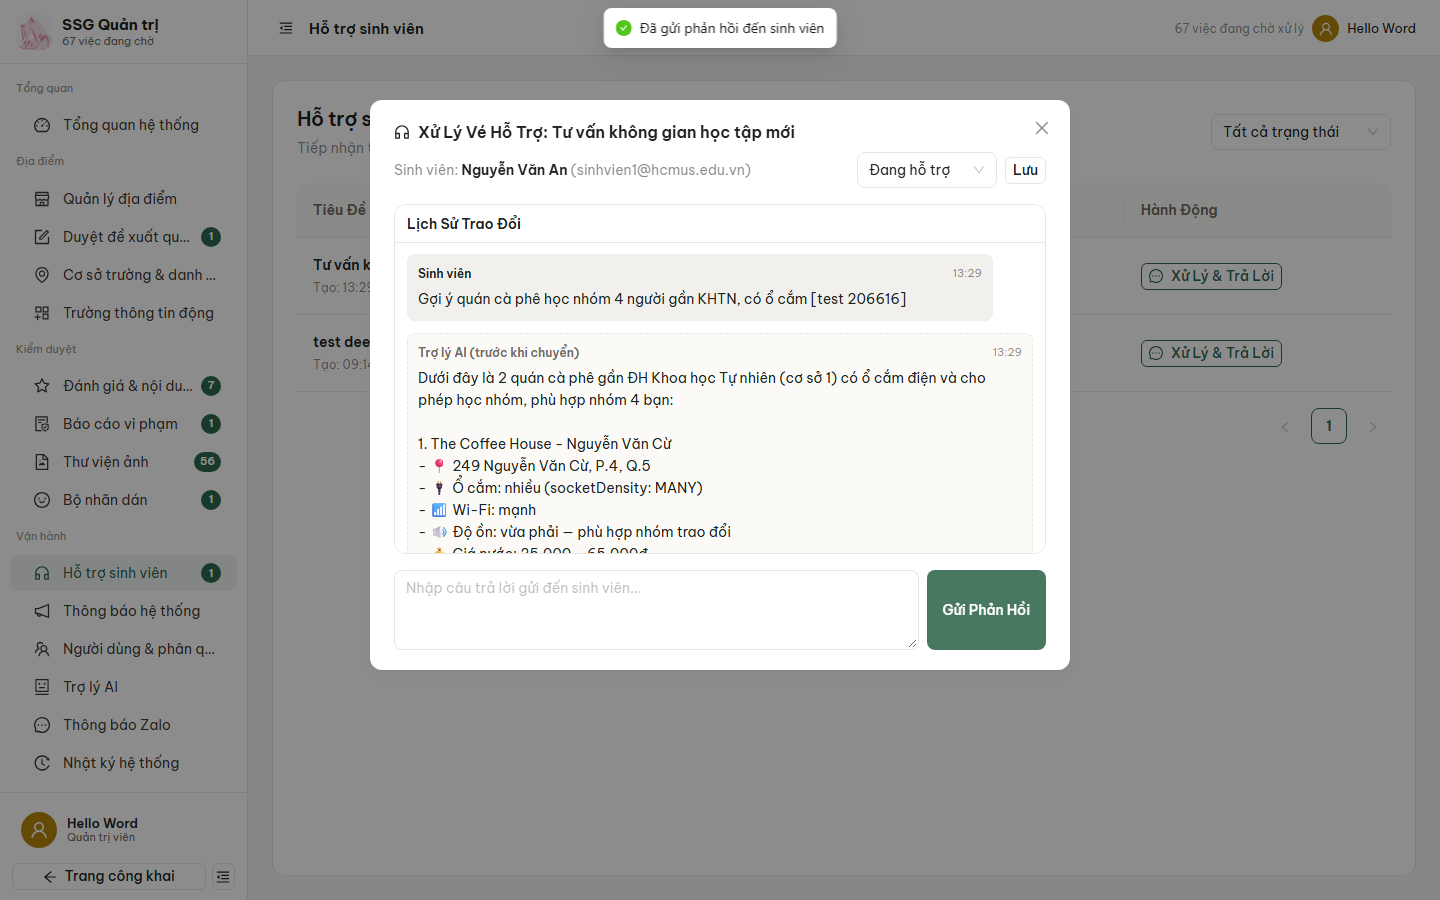 SSG Quản trị
67 việc đang chờ
Tổng quan
Tổng quan hệ thống
Địa điểm
Quản lý địa điểm
Duyệt đề xuất qu... 1
Cơ sở trường & danh ...
Trường thông tin động
Kiểm duyệt
Đánh giá & nội du... 7
Báo cáo vi phạm 1
Thư viện ảnh 56
Bộ nhãn dán 1
Vận hành
Hỗ trợ sinh viên 1
Thông báo hệ thống
Người dùng & phân q...
Trợ lý AI
Thông báo Zalo
Nhật ký hệ thống
Hello Word
Quản trị viên
Trang công khai
Hỗ trợ sinh viên
Đã gửi phản hồi đến sinh viên
67 việc đang chờ xử lý
Hello Word
Hỗ trợ s
Tiếp nhận
Tất cả trạng thái
Tiêu Đề
Hành Động
Tư vấn k
Tạo: 13:29
Xử Lý & Trả Lời
test dee
Tạo: 09:14
Xử Lý & Trả Lời
1
Xử Lý Vé Hỗ Trợ: Tư vấn không gian học tập mới
Sinh viên: Nguyễn Văn An (sinhvien1@hcmus.edu.vn)
Đang hỗ trợ
Lưu
Lịch Sử Trao Đổi
Sinh viên 13:29
Gợi ý quán cà phê học nhóm 4 người gần KHTN, có ổ cắm [test 206616]
Trợ lý AI (trước khi chuyển) 13:29
Dưới đây là 2 quán cà phê gần ĐH Khoa học Tự nhiên (cơ sở 1) có ổ cắm điện và cho
phép học nhóm, phù hợp nhóm 4 bạn:
1. The Coffee House - Nguyễn Văn Cừ
- 📍 249 Nguyễn Văn Cừ, P.4, Q.5
- 🔌 Ổ cắm: nhiều (socketDensity: MANY)
- 📶 Wi-Fi: mạnh
- 🔊 Độ ồn: vừa phải — phù hợp nhóm trao đổi
- 💰 Giá nước: 25.000 – 65.000đ
Nhập câu trả lời gửi đến sinh viên...
Gửi Phản Hồi